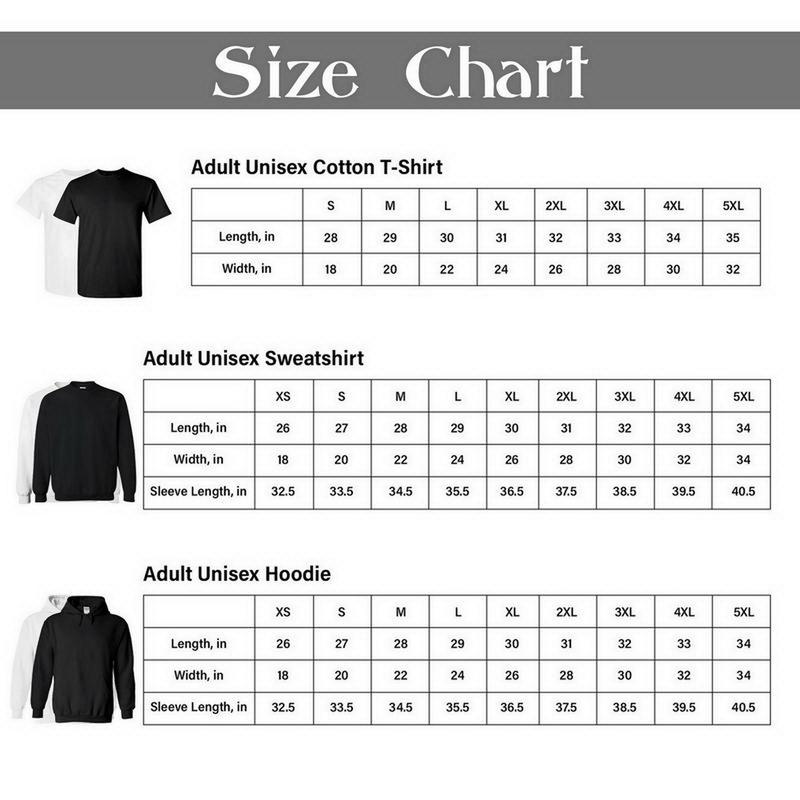 Size Chart
Adult Unisex Cotton T-Shirt
S M L XL 2XL 3XL 4XL 5XL
Length, in 28 29 30 31 32 33 34 35
Width, in 18 20 22 24 26 28 30 32
Adult Unisex Sweatshirt
XS S M L XL 2XL 3XL 4XL 5XL
Length, in 26 27 28 29 30 31 32 33 34
Width, in 18 20 22 24 26 28 30 32 34
Sleeve Length, in 32.5 33.5 34.5 35.5 36.5 37.5 38.5 39.5 40.5
Adult Unisex Hoodie
XS S M L XL 2XL 3XL 4XL 5XL
Length, in 26 27 28 29 30 31 32 33 34
Width, in 18 20 22 24 26 28 30 32 34
Sleeve Length, in 32.5 33.5 34.5 35.5 36.5 37.5 38.5 39.5 40.5